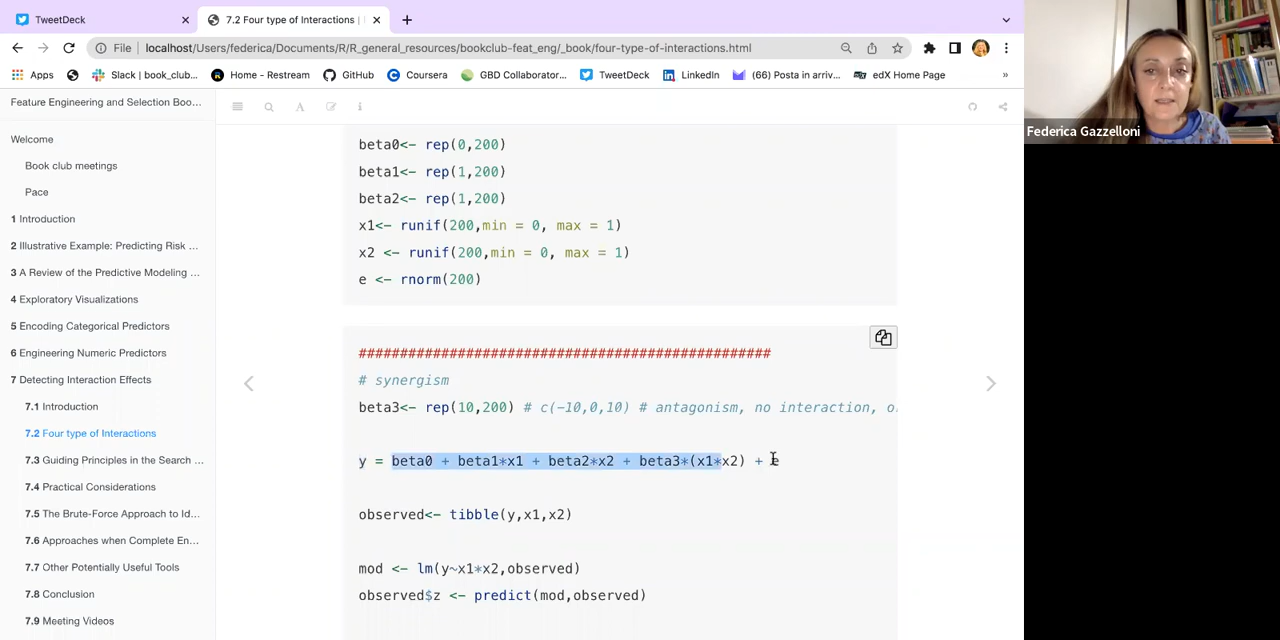 TweetDeck
7.2 Four type of Interactions |
File localhost/Users/federica/Documents/R/R_general_resources/bookclub-feat_eng/_book/four-type-of-interactions.html
Apps Slack | book_club... Home - Restream GitHub Coursera GBD Collaborator... TweetDeck LinkedIn (66) Posta in arriv... edX Home Page »
Feature Engineering and Selection Boo...
Welcome
Book club meetings
Pace
1 Introduction
2 Illustrative Example: Predicting Risk ...
3 A Review of the Predictive Modeling ...
4 Exploratory Visualizations
5 Encoding Categorical Predictors
6 Engineering Numeric Predictors
7 Detecting Interaction Effects
7.1 Introduction
7.2 Four type of Interactions
7.3 Guiding Principles in the Search ...
7.4 Practical Considerations
7.5 The Brute-Force Approach to Id...
7.6 Approaches when Complete En...
7.7 Other Potentially Useful Tools
7.8 Conclusion
7.9 Meeting Videos
beta0<- rep(0,200)
beta1<- rep(1,200)
beta2<- rep(1,200)
x1<- runif(200,min = 0, max = 1)
x2 <- runif(200,min = 0, max = 1)
e <- rnorm(200)
##################################################
# synergism
beta3<- rep(10,200) # c(-10,0,10) # antagonism, no interaction, o
y = beta0 + beta1*x1 + beta2*x2 + beta3*(x1*x2) + e
observed<- tibble(y,x1,x2)
mod <- lm(y~x1*x2,observed)
observed$z <- predict(mod,observed)
Federica Gazzelloni